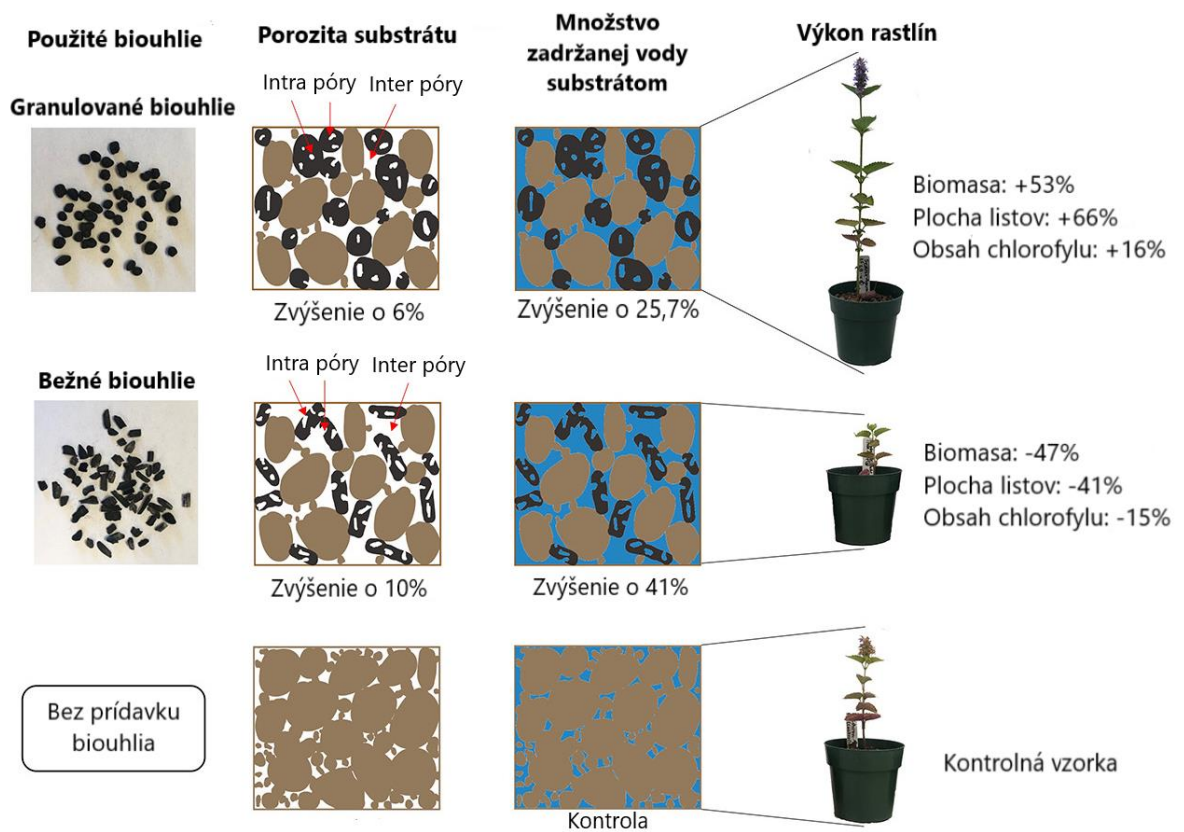 Použité biouhlie
Porozita substrátu
Množstvo
zadržanej vody
substrátom
Výkon rastlín
Granulované biouhlie
Intra póry
Inter póry
Zvýšenie o 6%
Zvýšenie o 25,7%
Biomasa: +53%
Plocha listov: +66%
Obsah chlorofylu: +16%
Bežné biouhlie
Intra póry
Inter póry
Zvýšenie o 10%
Zvýšenie o 41%
Biomasa: -47%
Plocha listov: -41%
Obsah chlorofylu: -15%
Bez prídavku
biouhlia
Kontrola
Kontrolná vzorka